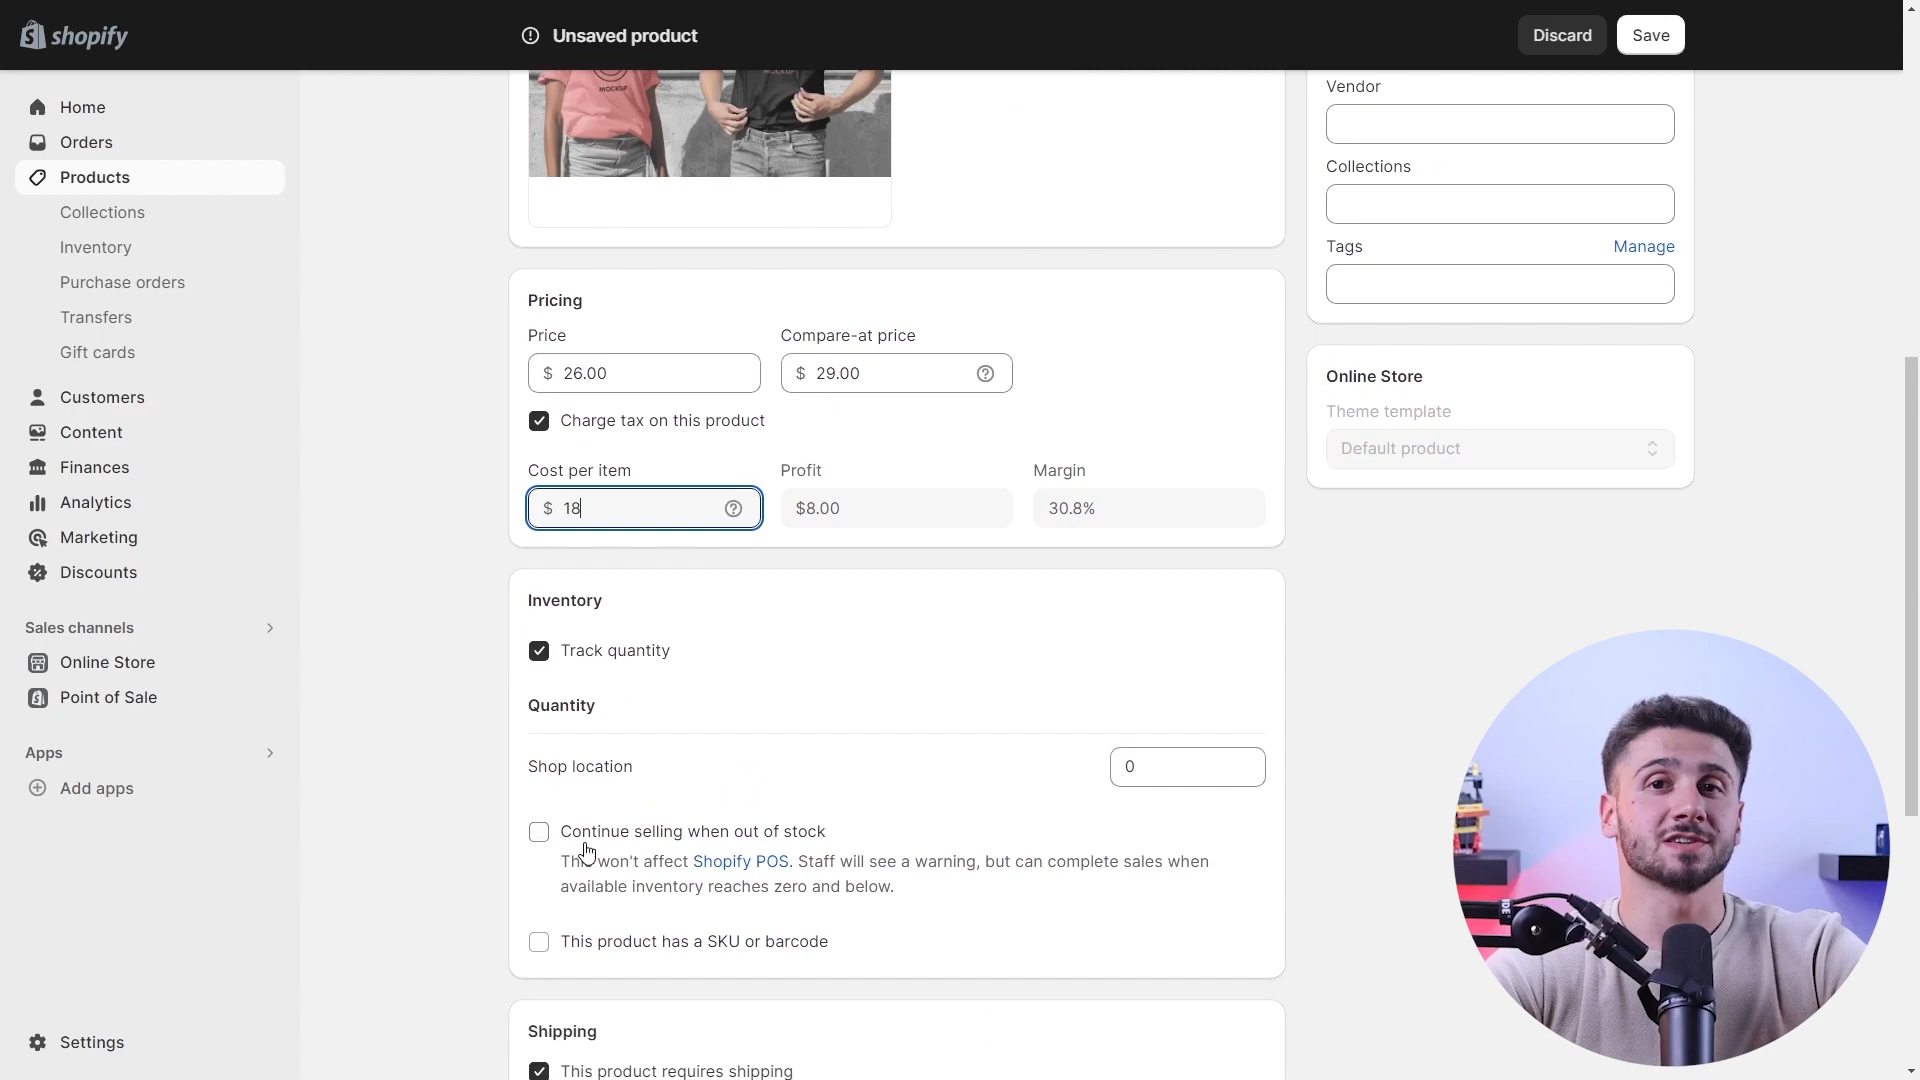 shopify
Unsaved product
Discard
Save
Home
Orders
Products
Collections
Inventory
Purchase orders
Transfers
Gift cards
Customers
Content
Finances
Analytics
Marketing
Discounts
Sales channels
Online Store
Point of Sale
Apps
Add apps
Settings
MOCKUP
MOCKUP
Pricing
Price
Compare-at price
$ 26.00
$ 29.00
Charge tax on this product
Cost per item
Profit
Margin
$ 18
$8.00
30.8%
Inventory
Track quantity
Quantity
Shop location
0
Continue selling when out of stock
This won't affect Shopify POS. Staff will see a warning, but can complete sales when
available inventory reaches zero and below.
This product has a SKU or barcode
Shipping
This product requires shipping
Vendor
Collections
Tags
Manage
Online Store
Theme template
Default product